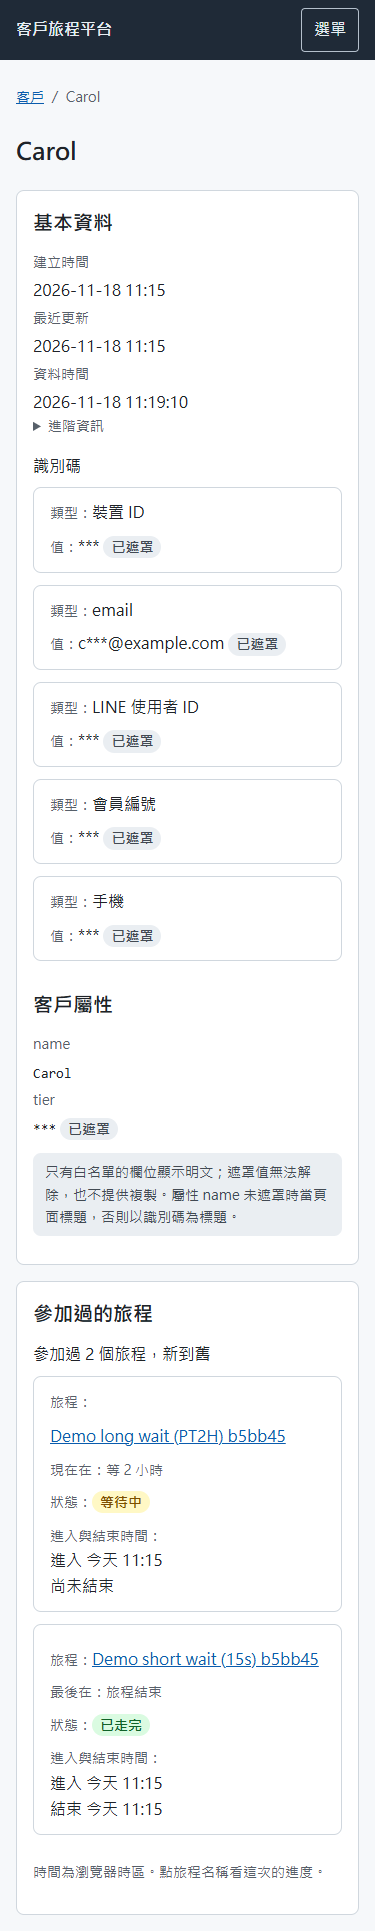 客戶旅程平台
選單
客戶 / Carol
Carol
基本資料
建立時間
2026-11-18 11:15
最近更新
2026-11-18 11:15
資料時間
2026-11-18 11:19:10
▶ 進階資訊
識別碼
類型：裝置 ID
值：*** 已遮罩
類型：email
值：c***@example.com 已遮罩
類型：LINE 使用者 ID
值：*** 已遮罩
類型：會員編號
值：*** 已遮罩
類型：手機
值：*** 已遮罩
客戶屬性
name
Carol
tier
*** 已遮罩
只有白名單的欄位顯示明文；遮罩值無法解
除，也不提供複製。屬性 name 未遮罩時當頁
面標題，否則以識別碼為標題。
參加過的旅程
參加過 2 個旅程，新到舊
旅程：
Demo long wait (PT2H) b5bb45
現在在：等 2 小時
狀態：等待中
進入與結束時間：
進入 今天 11:15
尚未結束
旅程：Demo short wait (15s) b5bb45
最後在：旅程結束
狀態：已走完
進入與結束時間：
進入 今天 11:15
結束 今天 11:15
時間為瀏覽器時區。點旅程名稱看這次的進度。